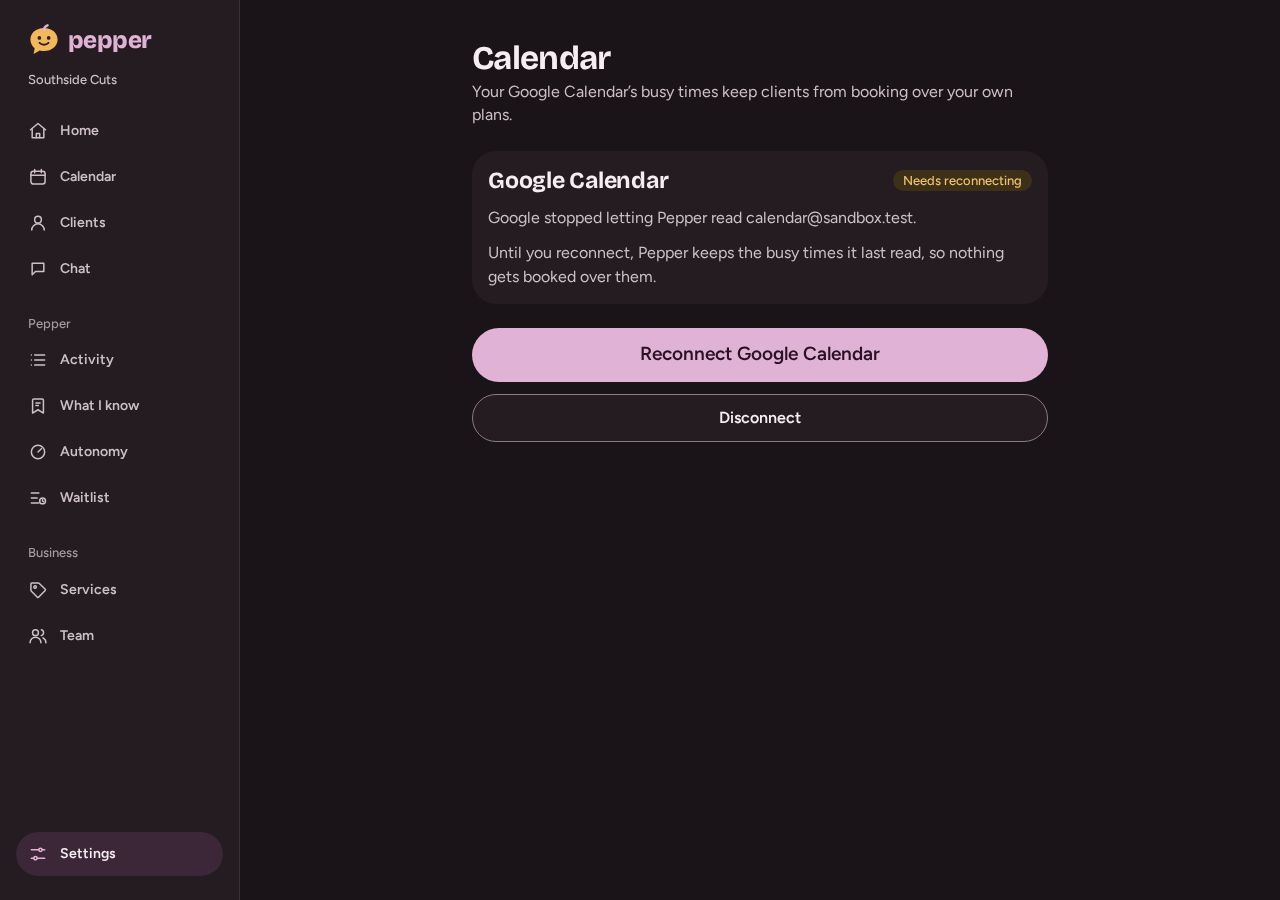 pepper
Southside Cuts
Home
Calendar
Clients
Chat
Pepper
Activity
What I know
Autonomy
Waitlist
Business
Services
Team
Settings
Calendar
Your Google Calendar’s busy times keep clients from booking over your own
plans.
Google Calendar
Needs reconnecting
Google stopped letting Pepper read calendar@sandbox.test.
Until you reconnect, Pepper keeps the busy times it last read, so nothing
gets booked over them.
Reconnect Google Calendar
Disconnect